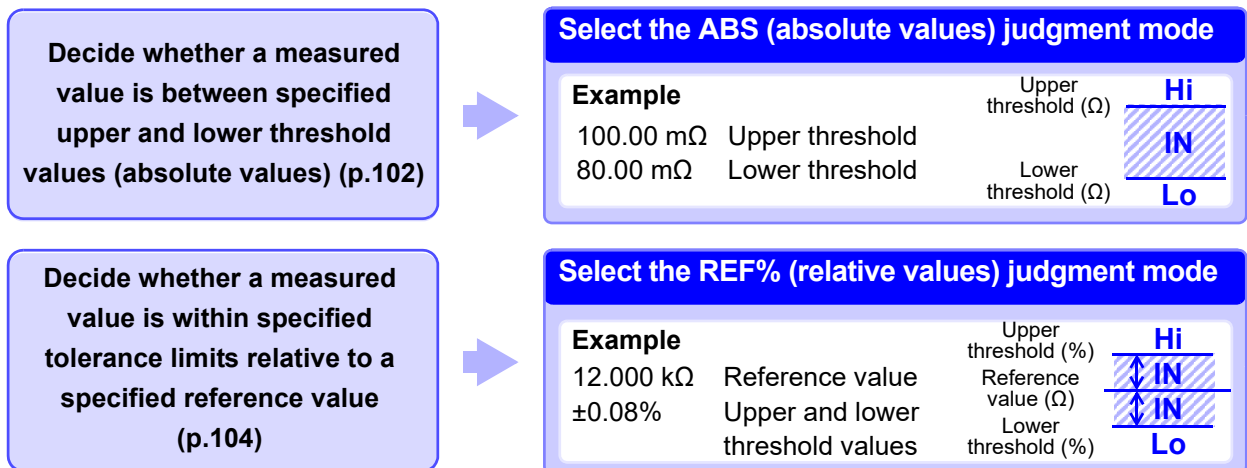 Decide whether a measured
value is between specified
upper and lower threshold
values (absolute values) (p.102)
Select the ABS (absolute values) judgment mode
Example
100.00 mΩ Upper threshold
80.00 mΩ Lower threshold
Upper
threshold (Ω)
Hi
IN
Lower
threshold (Ω)
Lo
Decide whether a measured
value is within specified
tolerance limits relative to a
specified reference value
(p.104)
Select the REF% (relative values) judgment mode
Example
12.000 kΩ Reference value
±0.08% Upper and lower
threshold values
Upper
threshold (%)
Hi
IN
Reference
value (Ω)
IN
Lower
threshold (%)
Lo